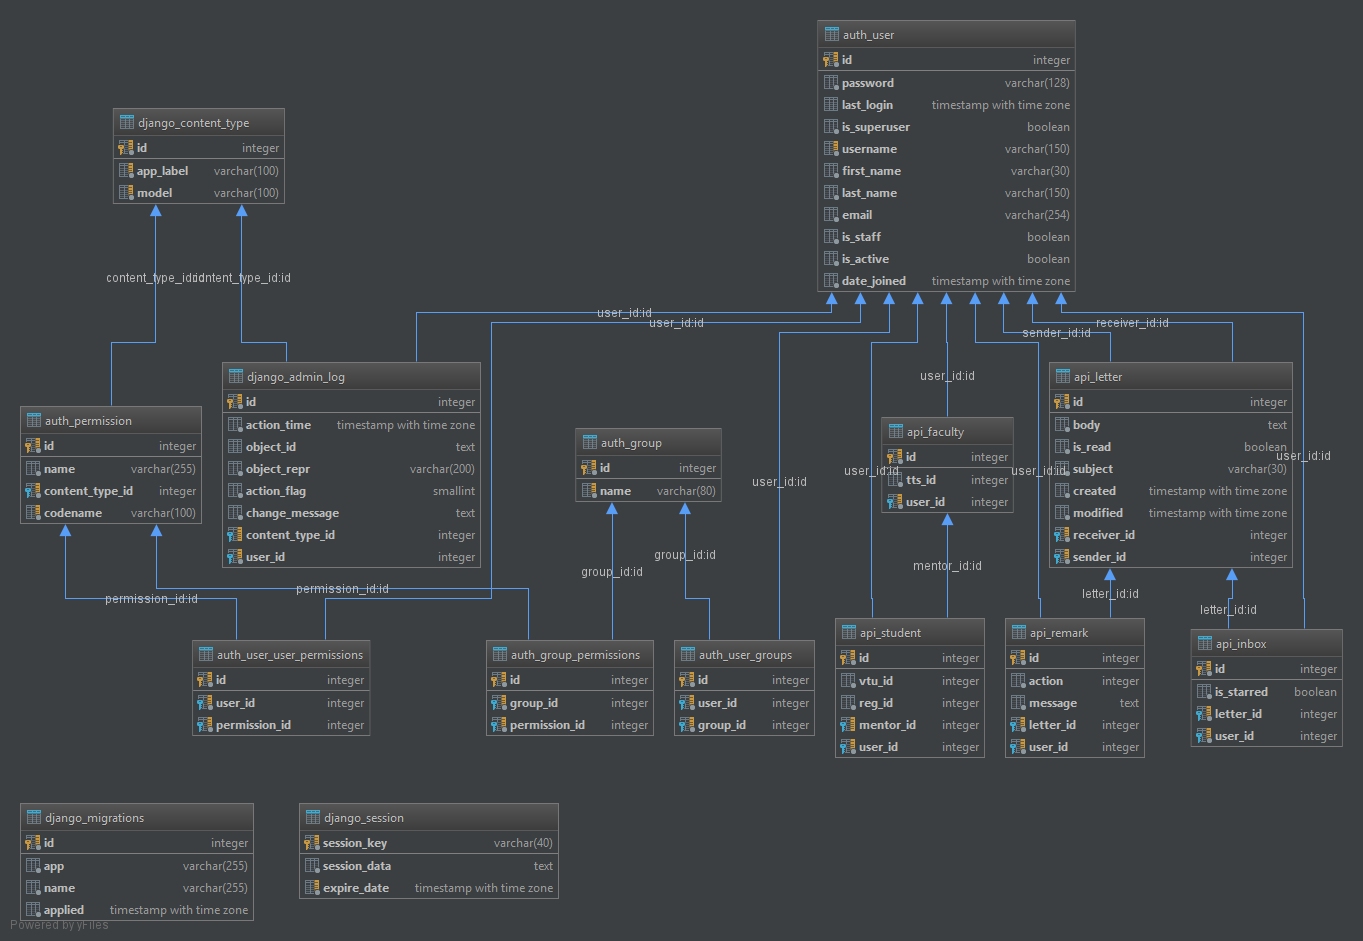 auth_user
id integer
password varchar(128)
last_login timestamp with time zone
is_superuser boolean
username varchar(150)
first_name varchar(30)
last_name varchar(150)
email varchar(254)
is_staff boolean
is_active boolean
date_joined timestamp with time zone
django_content_type
id integer
app_label varchar(100)
model varchar(100)
content_type_id:id
content_type_id:id
user_id:id
user_id:id
sender_id:id
receiver_id:id
user_id:id
user_id:id
user_id:id
user_id:id
user_id:id
django_admin_log
id integer
action_time timestamp with time zone
object_id text
object_repr varchar(200)
action_flag smallint
change_message text
content_type_id integer
user_id integer
auth_permission
id integer
name varchar(255)
content_type_id integer
codename varchar(100)
auth_group
id integer
name varchar(80)
api_faculty
id integer
tts_id integer
user_id integer
api_letter
id integer
body text
is_read boolean
subject varchar(30)
created timestamp with time zone
modified timestamp with time zone
receiver_id integer
sender_id integer
permission_id:id
permission_id:id
group_id:id
group_id:id
mentor_id:id
letter_id:id
letter_id:id
auth_user_user_permissions
id integer
user_id integer
permission_id integer
auth_group_permissions
id integer
group_id integer
permission_id integer
auth_user_groups
id integer
user_id integer
group_id integer
api_student
id integer
vtu_id integer
reg_id integer
mentor_id integer
user_id integer
api_remark
id integer
action integer
message text
letter_id integer
user_id integer
api_inbox
id integer
is_starred boolean
letter_id integer
user_id integer
django_migrations
id integer
app varchar(255)
name varchar(255)
applied timestamp with time zone
django_session
session_key varchar(40)
session_data text
expire_date timestamp with time zone
Powered by yFiles